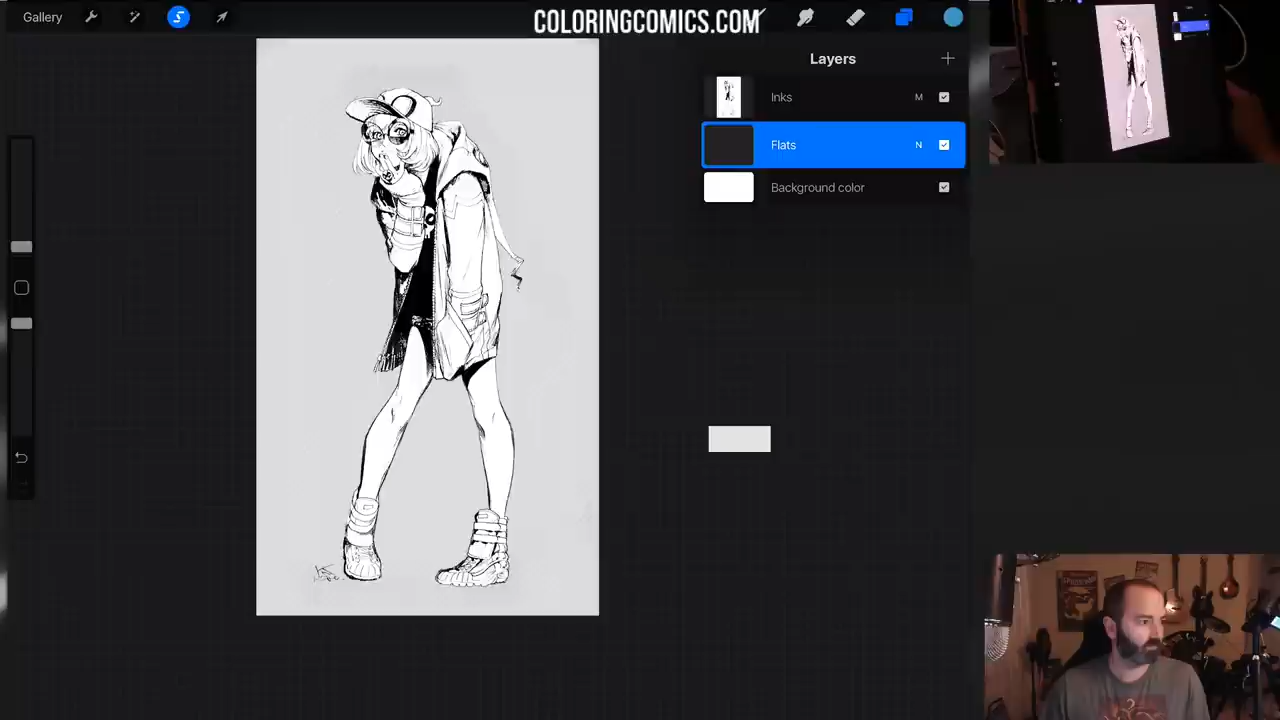 Gallery
COLORINGCOMICS.COM
Layers
Inks M
Flats N
Background color